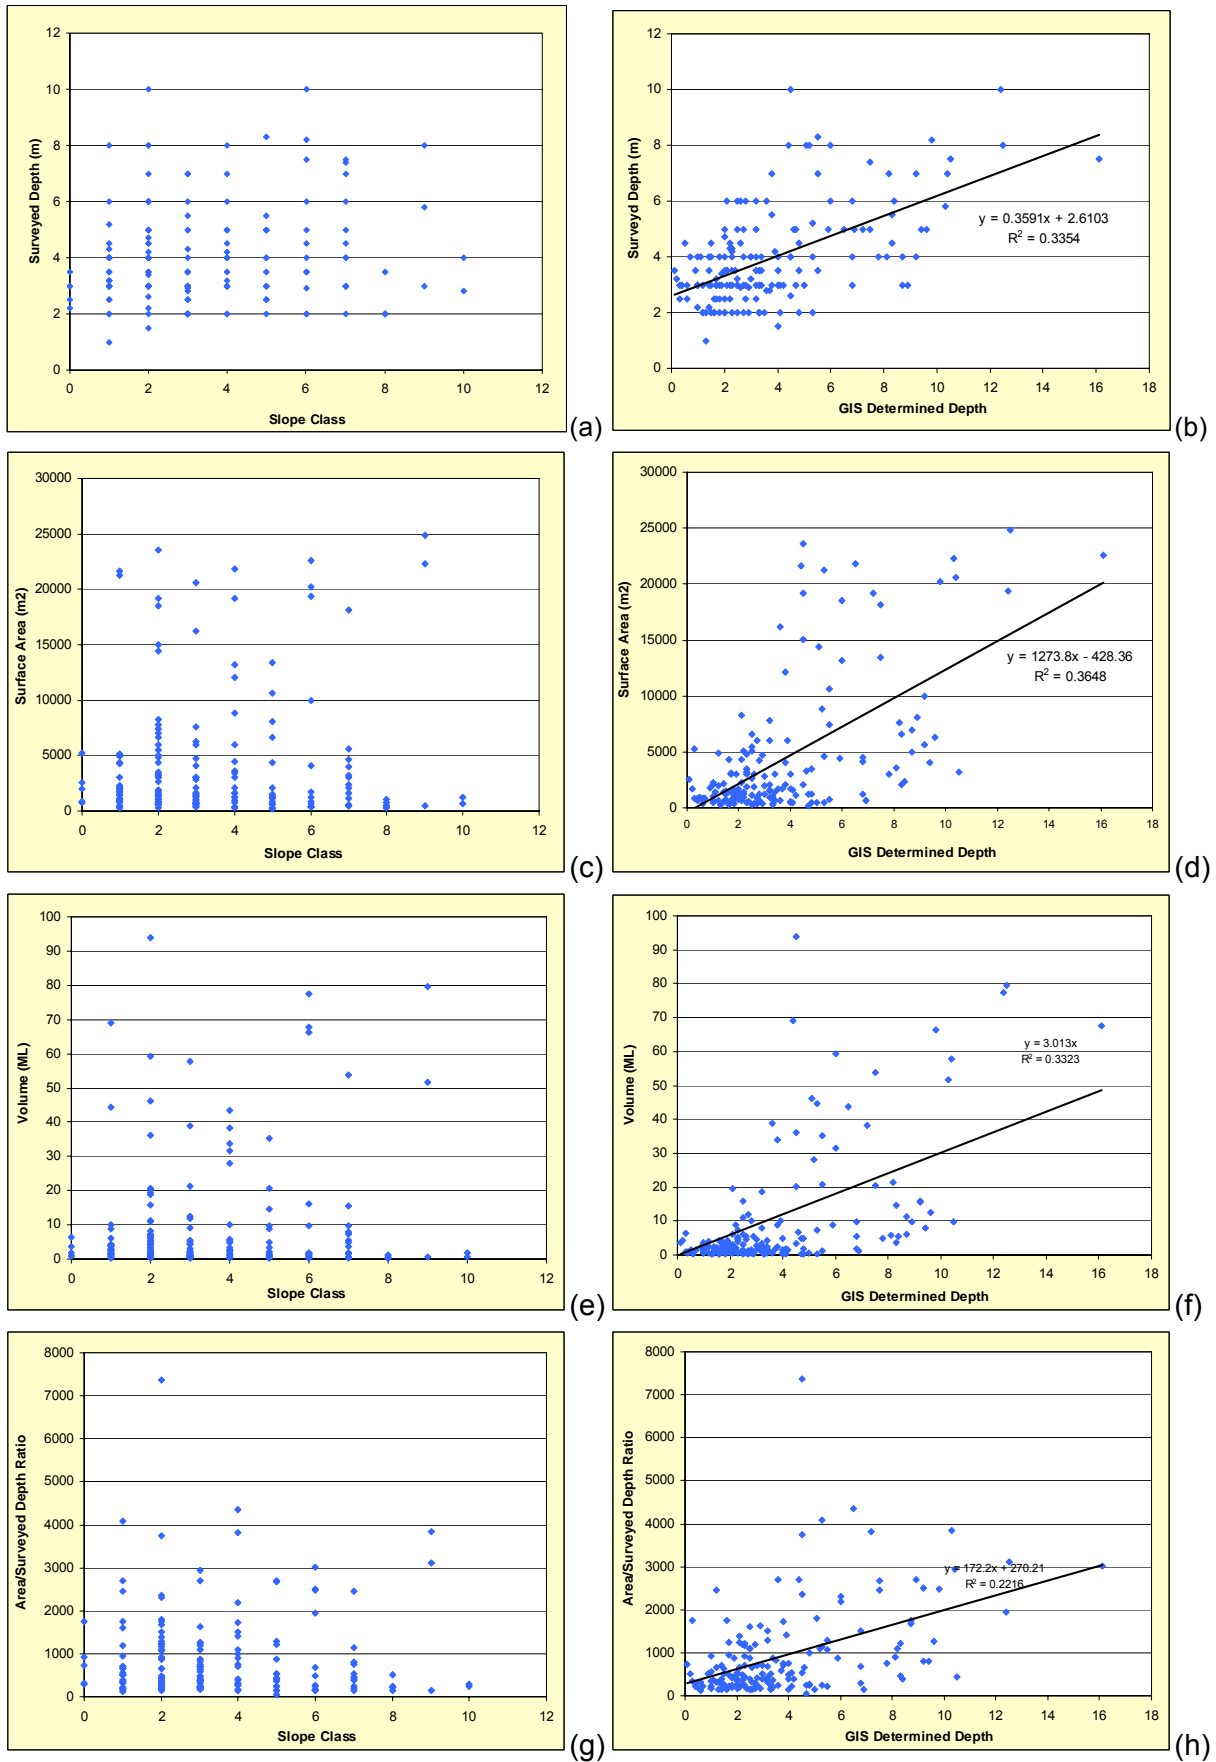 12
10
8
6
4
2
0
Surveyed Depth (m)
0 2 4 6 8 10 12
Slope Class
(a)
12
10
8
6
4
2
0
Surveyd Depth (m)
y = 0.3591x + 2.6103
R² = 0.3354
0 2 4 6 8 10 12 14 16 18
GIS Determined Depth
(b)
30000
25000
20000
15000
10000
5000
0
Surface Area (m2)
0 2 4 6 8 10 12
Slope Class
(c)
30000
25000
20000
15000
10000
5000
0
Surface Area (m2)
y = 1273.8x - 428.36
R² = 0.3648
0 2 4 6 8 10 12 14 16 18
GIS Determined Depth
(d)
100
90
80
70
60
50
40
30
20
10
0
Volume (ML)
0 2 4 6 8 10 12
Slope Class
(e)
100
90
80
70
60
50
40
30
20
10
0
Volume (ML)
y = 3.013x
R² = 0.3323
0 2 4 6 8 10 12 14 16 18
GIS Determined Depth
(f)
8000
7000
6000
5000
4000
3000
2000
1000
0
Area/Surveyed Depth Ratio
0 2 4 6 8 10 12
Slope Class
(g)
8000
7000
6000
5000
4000
3000
2000
1000
0
Area/Surveyed Depth Ratio
y = 172.2x + 270.21
R² = 0.2216
0 2 4 6 8 10 12 14 16 18
GIS Determined Depth
(h)